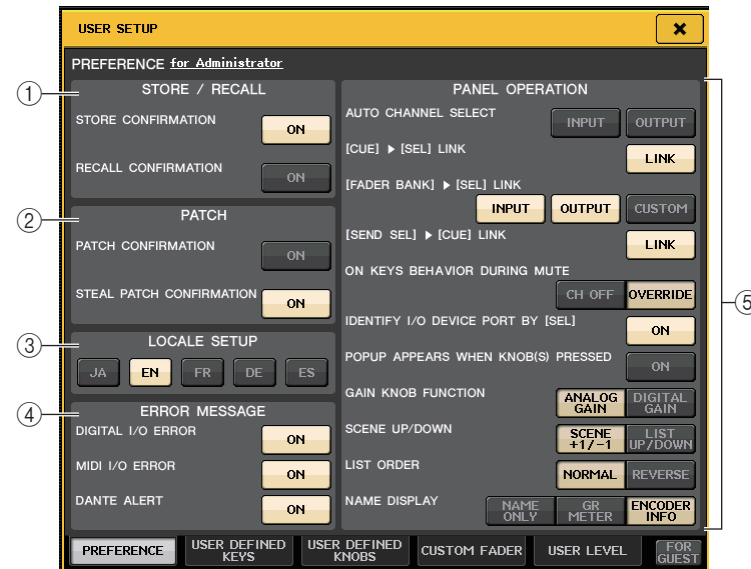 USER SETUP
PREFERENCE for Administrator
① STORE / RECALL
STORE CONFIRMATION ON
RECALL CONFIRMATION ON
② PATCH
PATCH CONFIRMATION ON
STEAL PATCH CONFIRMATION ON
③ LOCALE SETUP
JA EN FR DE ES
④ ERROR MESSAGE
DIGITAL I/O ERROR ON
MIDI I/O ERROR ON
DANTE ALERT ON
PANEL OPERATION
AUTO CHANNEL SELECT INPUT OUTPUT
[CUE] ▶ [SEL] LINK LINK
[FADER BANK] ▶ [SEL] LINK
INPUT OUTPUT CUSTOM
[SEND SEL] ▶ [CUE] LINK LINK
ON KEYS BEHAVIOR DURING MUTE
CH OFF OVERRIDE
⑤
IDENTIFY I/O DEVICE PORT BY [SEL] ON
POPUP APPEARS WHEN KNOB(S) PRESSED ON
GAIN KNOB FUNCTION ANALOG GAIN DIGITAL GAIN
SCENE UP/DOWN SCENE +1/-1 LIST UP/DOWN
LIST ORDER NORMAL REVERSE
NAME DISPLAY NAME ONLY GR METER ENCODER INFO
PREFERENCE USER DEFINED KEYS USER DEFINED KNOBS CUSTOM FADER USER LEVEL FOR GUEST